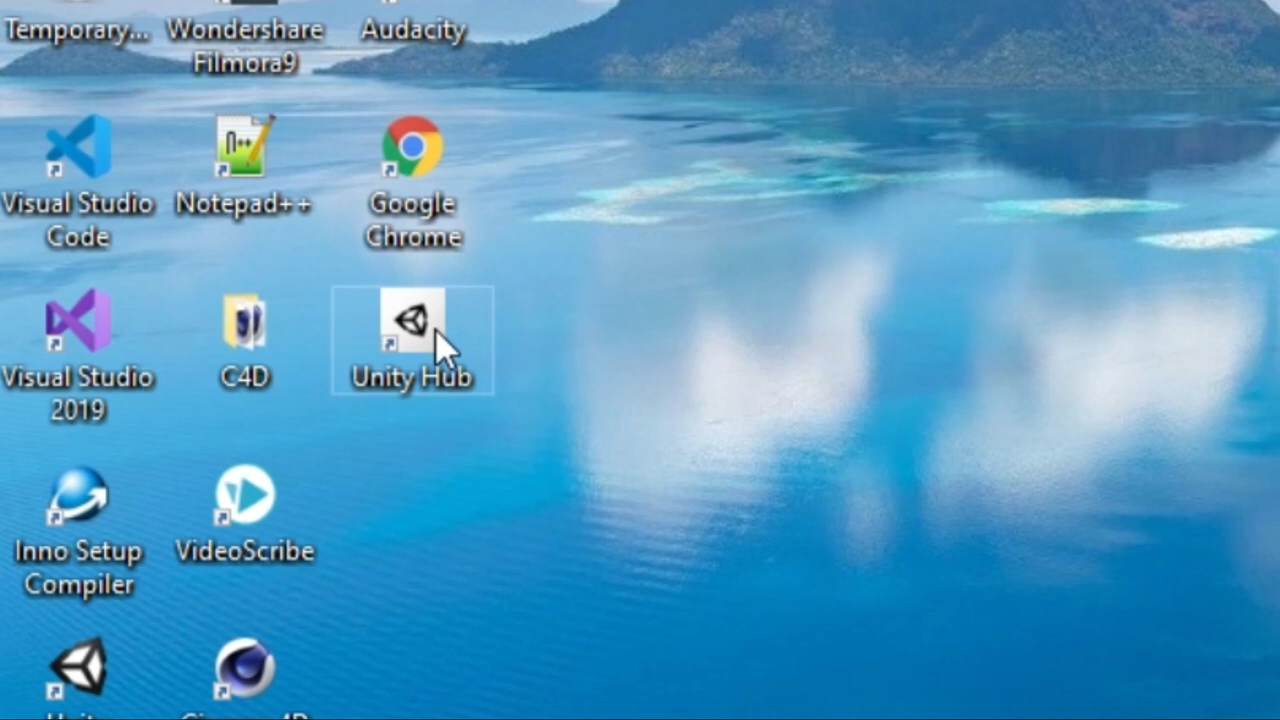 Temporary...
Wondershare
Filmora9
Audacity
Visual Studio
Code
n++
Notepad++
Google
Chrome
Visual Studio
2019
C4D
Unity Hub
Inno Setup
Compiler
VideoScribe